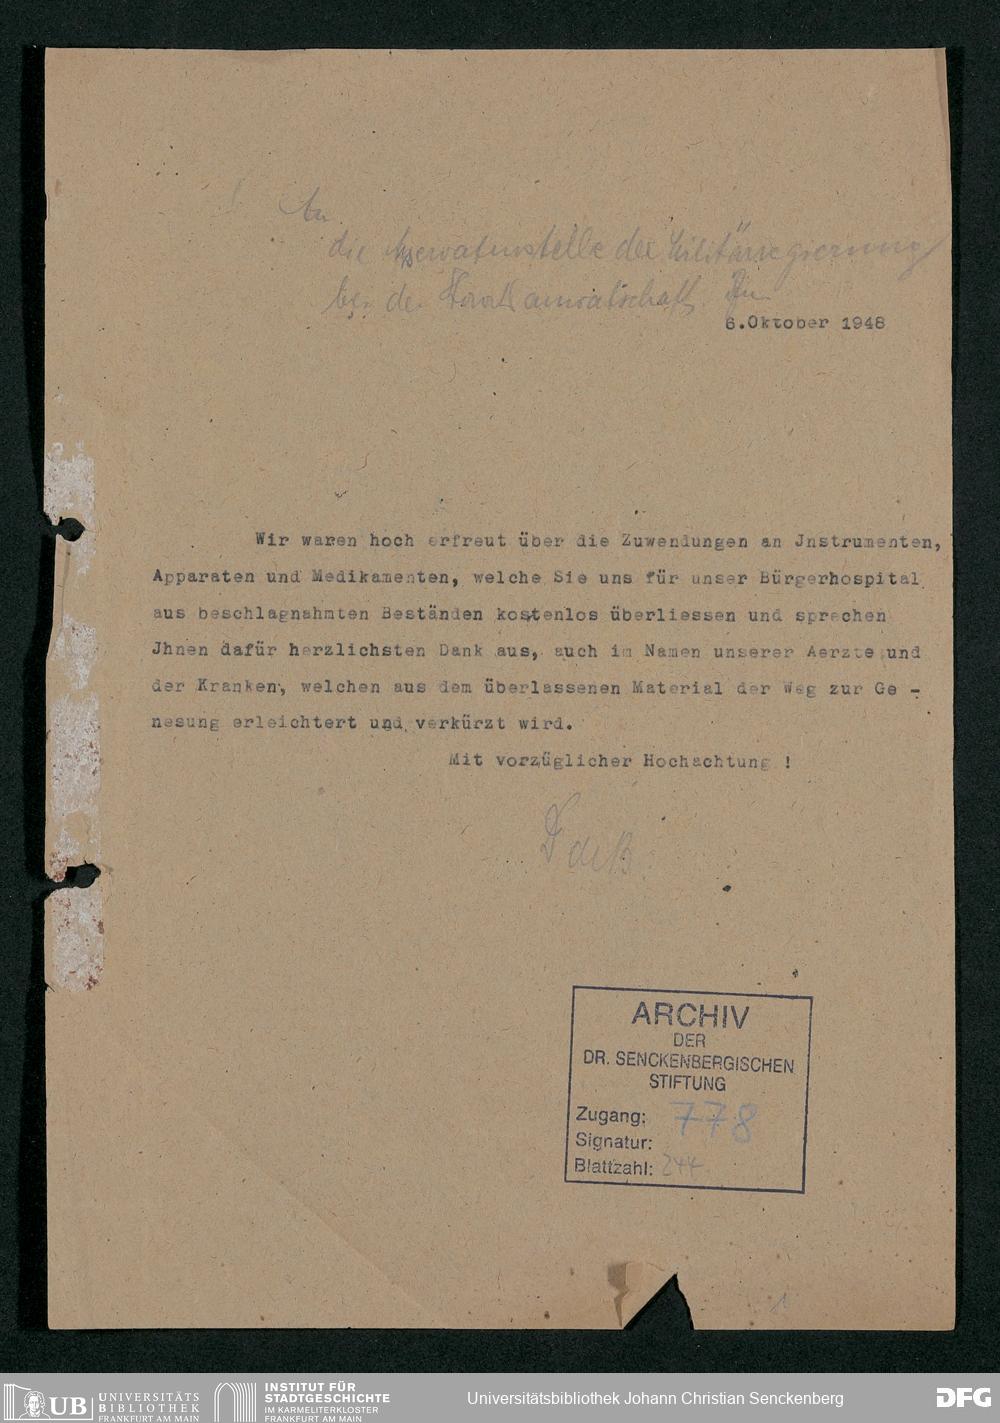 An
die Asservatenstelle der Militärregierung
bei der Staatsanwaltschaft
6.Oktober 1948
Wir waren hoch erfreut über die Zuwendungen an Jnstrumenten,
Apparaten und Medikamenten, welche Sie uns für unser Bürgerhospital
aus beschlagnahmten Beständen kostenlos überliessen und sprechen
Jhnen dafür herzlichsten Dank aus, auch im Namen unserer Aerzte und
der Kranken, welchen aus dem überlassenen Material der Weg zur Ge -
nesung erleichtert und verkürzt wird.
Mit vorzüglicher Hochachtung !
ARCHIV
DER
DR. SENCKENBERGISCHEN
STIFTUNG
Zugang: 778
Signatur:
Blattzahl: 244
1
UB UNIVERSITÄTS
BIBLIOTHEK
FRANKFURT AM MAIN
INSTITUT FÜR
STADTGESCHICHTE
IM KARMELITERKLOSTER
FRANKFURT AM MAIN
Universitätsbibliothek Johann Christian Senckenberg
DFG